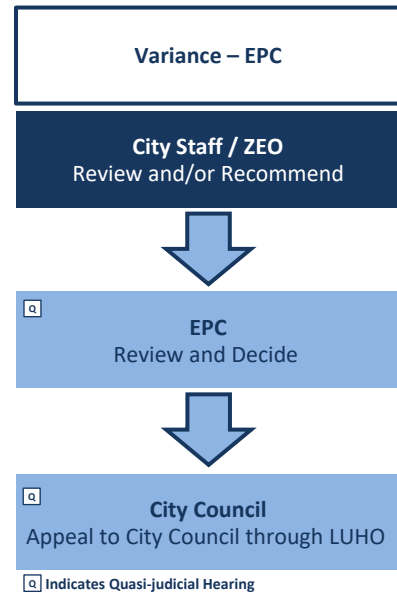 Variance – EPC
City Staff / ZEO
Review and/or Recommend
Q
EPC
Review and Decide
Q
City Council
Appeal to City Council through LUHO
Q Indicates Quasi-judicial Hearing